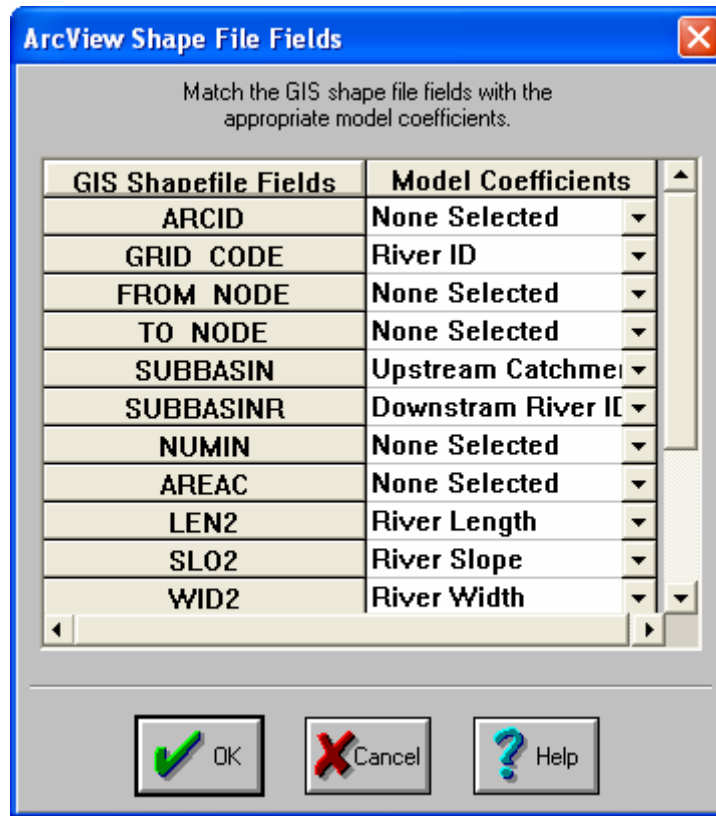 ArcView Shape File Fields
Match the GIS shape file fields with the
appropriate model coefficients.
GIS Shapefile Fields Model Coefficients
ARCID None Selected
GRID CODE River ID
FROM NODE None Selected
TO NODE None Selected
SUBBASIN Upstream Catchme
SUBBASINR Downstram River ID
NUMIN None Selected
AREAC None Selected
LEN2 River Length
SLO2 River Slope
WID2 River Width
OK Cancel Help